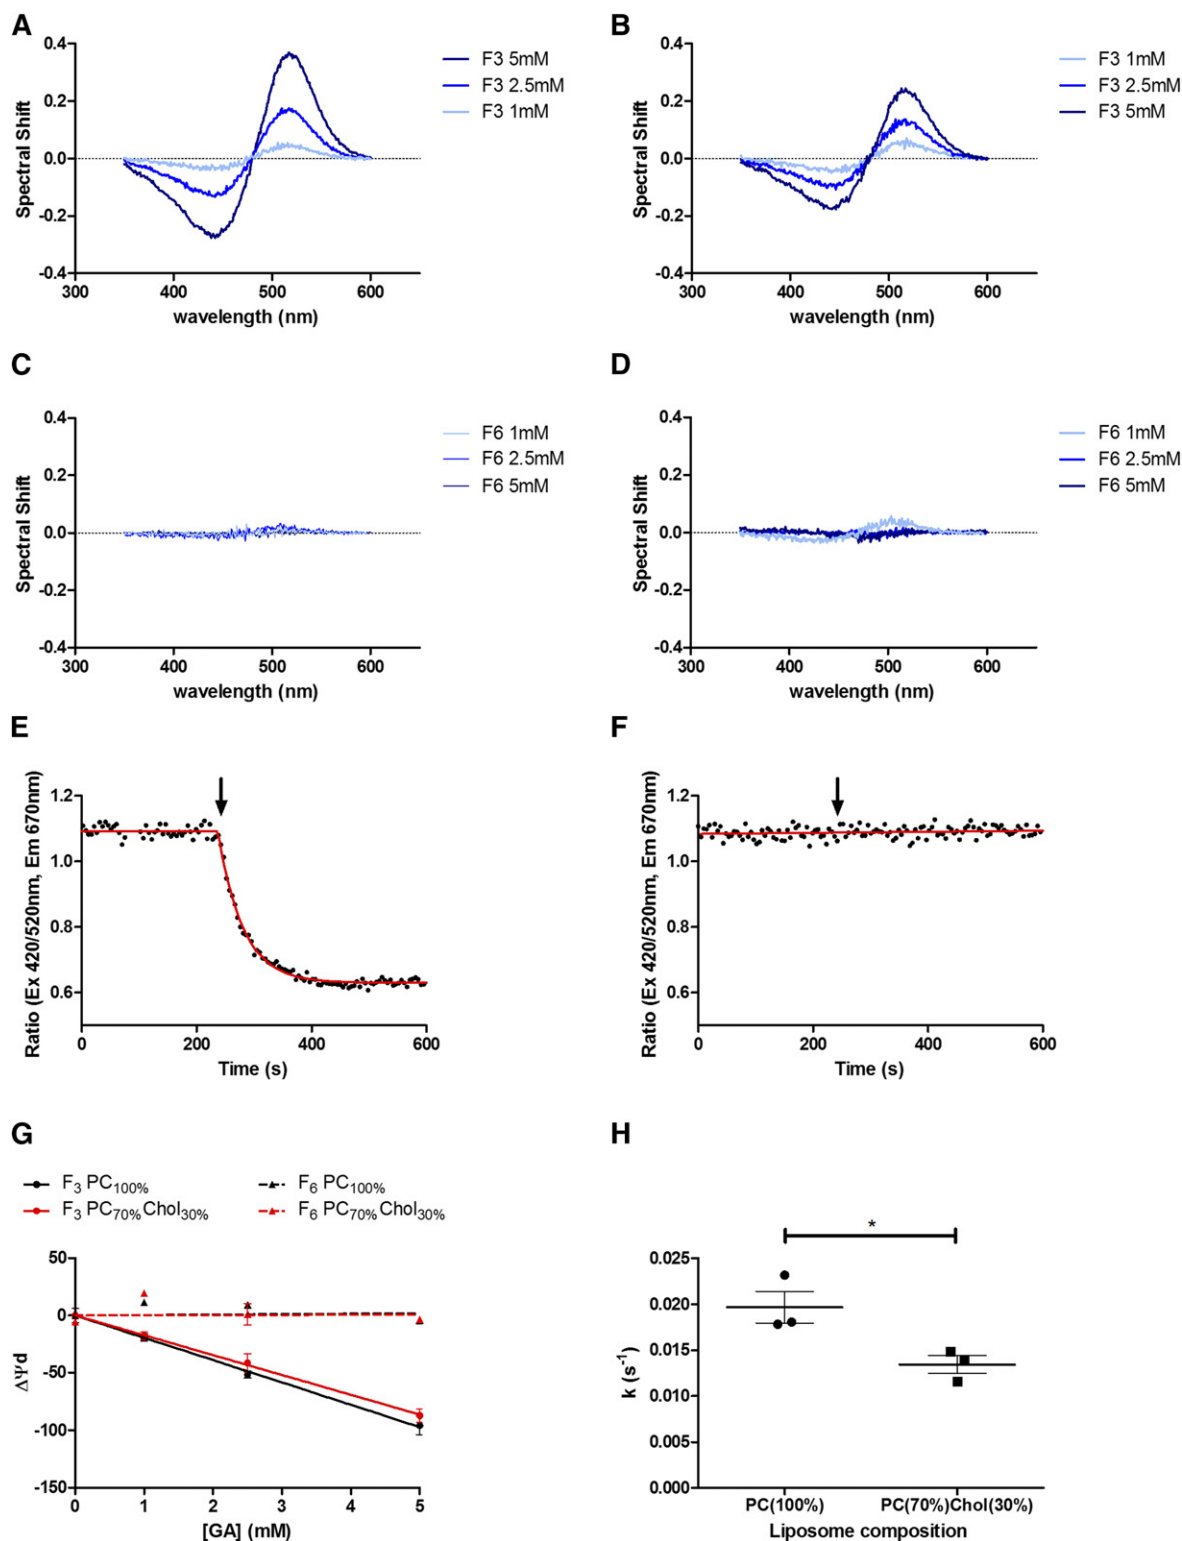 A
0.4
0.2
0.0
-0.2
-0.4
300
400
500
600
Spectral Shift
wavelength (nm)
F3 5mM
F3 2.5mM
F3 1mM
B
0.4
0.2
0.0
-0.2
-0.4
300
400
500
600
Spectral Shift
wavelength (nm)
F3 1mM
F3 2.5mM
F3 5mM
C
0.4
0.2
0.0
-0.2
-0.4
300
400
500
600
Spectral Shift
wavelength (nm)
F6 1mM
F6 2.5mM
F6 5mM
D
0.4
0.2
0.0
-0.2
-0.4
300
400
500
600
Spectral Shift
wavelength (nm)
F6 1mM
F6 2.5mM
F6 5mM
E
Ratio (Ex 420/520nm, Em 670nm)
1.2
1.0
0.8
0.6
0
200
400
600
Time (s)
F
Ratio (Ex 420/520nm, Em 670nm)
1.2
1.0
0.8
0.6
0
200
400
600
Time (s)
G
F3 PC100%
F3 PC70%Chol30%
F6 PC100%
F6 PC70%Chol30%
ΔΨd
50
0
-50
-100
-150
0
1
2
3
4
5
[GA] (mM)
H
*
k (s-1)
0.025
0.020
0.015
0.010
0.005
0.000
PC(100%)
PC(70%)Chol(30%)
Liposome composition